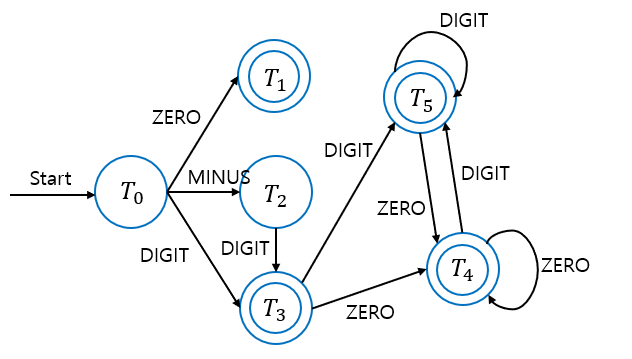 DIGIT
T₁
T₅
ZERO
DIGIT
Start
MINUS
DIGIT
T₀
T₂
ZERO
DIGIT
DIGIT
T₄
ZERO
T₃
ZERO